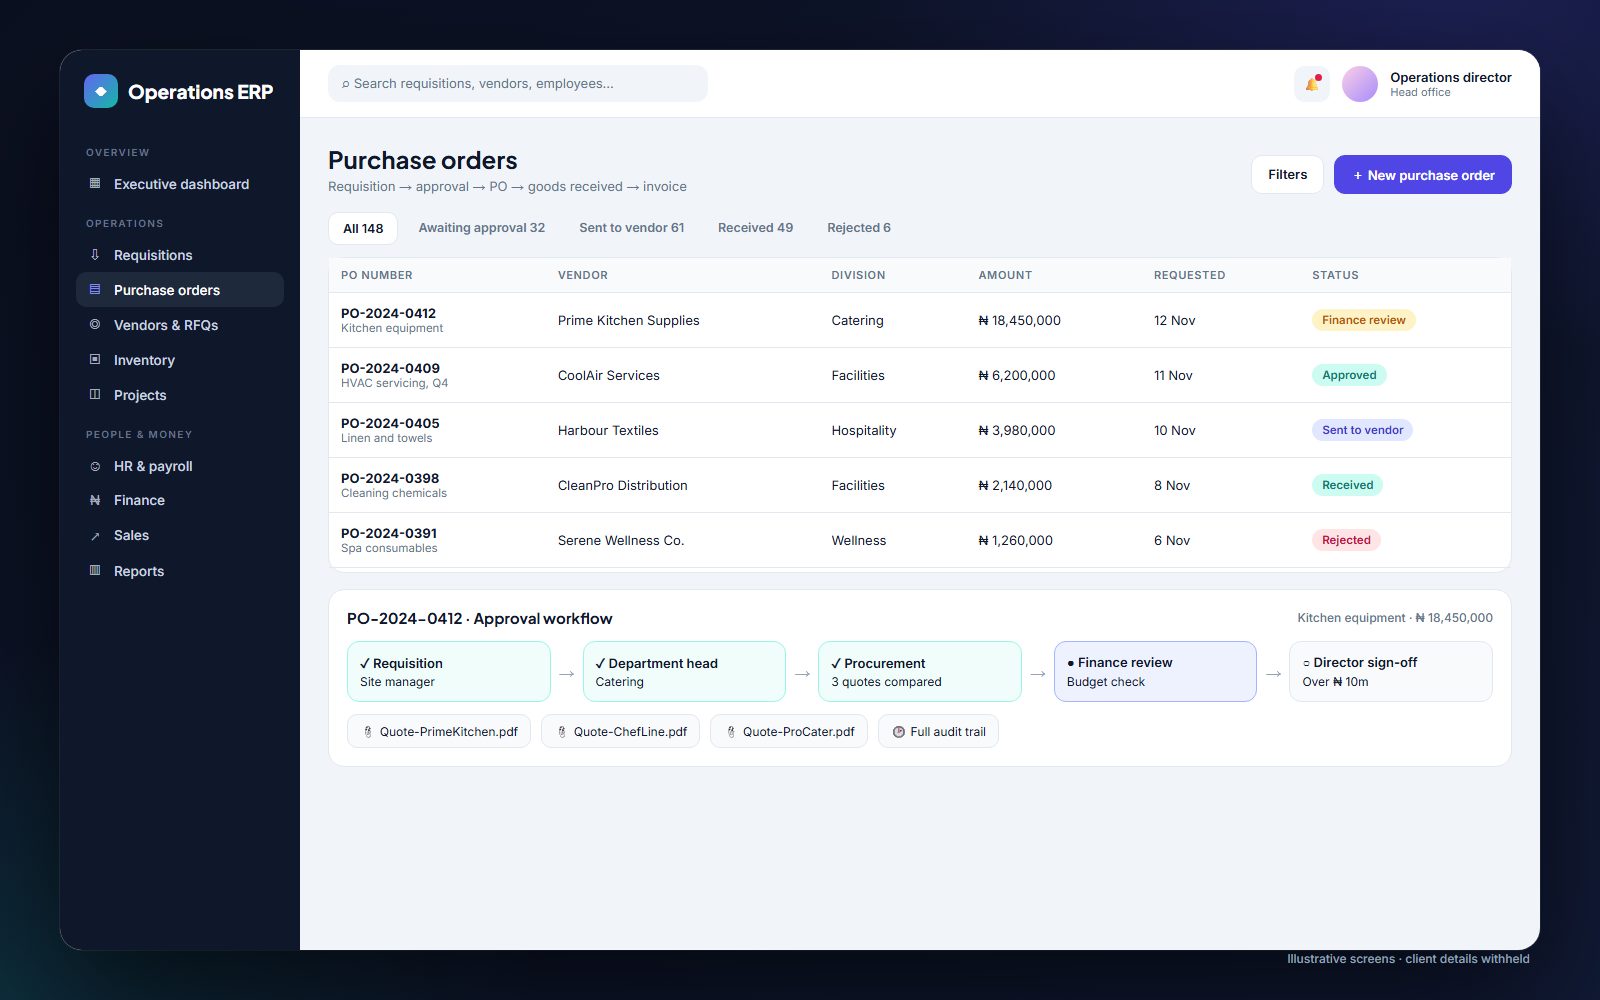 Operations ERP
OVERVIEW
Executive dashboard
OPERATIONS
Requisitions
Purchase orders
Vendors & RFQs
Inventory
Projects
PEOPLE & MONEY
HR & payroll
₦ Finance
Sales
Reports
Search requisitions, vendors, employees...
Operations director
Head office
Purchase orders
Requisition → approval → PO → goods received → invoice
Filters
+ New purchase order
All 148 Awaiting approval 32 Sent to vendor 61 Received 49 Rejected 6
PO NUMBER VENDOR DIVISION AMOUNT REQUESTED STATUS
PO-2024-0412
Kitchen equipment
Prime Kitchen Supplies Catering ₦ 18,450,000 12 Nov Finance review
PO-2024-0409
HVAC servicing, Q4
CoolAir Services Facilities ₦ 6,200,000 11 Nov Approved
PO-2024-0405
Linen and towels
Harbour Textiles Hospitality ₦ 3,980,000 10 Nov Sent to vendor
PO-2024-0398
Cleaning chemicals
CleanPro Distribution Facilities ₦ 2,140,000 8 Nov Received
PO-2024-0391
Spa consumables
Serene Wellness Co. Wellness ₦ 1,260,000 6 Nov Rejected
PO-2024-0412 · Approval workflow
Kitchen equipment · ₦ 18,450,000
✓ Requisition
Site manager
→
✓ Department head
Catering
→
✓ Procurement
3 quotes compared
→
● Finance review
Budget check
→
○ Director sign-off
Over ₦ 10m
Quote-PrimeKitchen.pdf
Quote-ChefLine.pdf
Quote-ProCater.pdf
Full audit trail
Illustrative screens · client details withheld